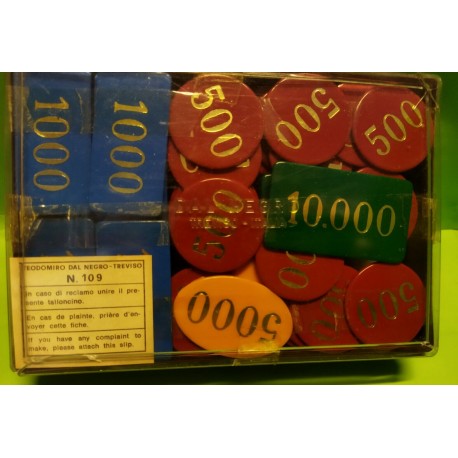 1000
1000
500
500
500
DAL NEGRO
10.000
500
5000
500
TEODOMIRO DAL NEGRO - TREVISO
N. 109
In caso di reclamo unire il pre-
sente talloncino.
En cas de plainte, prière d'en-
voyer cette fiche.
If you have any complaint to
make, please attach this slip.